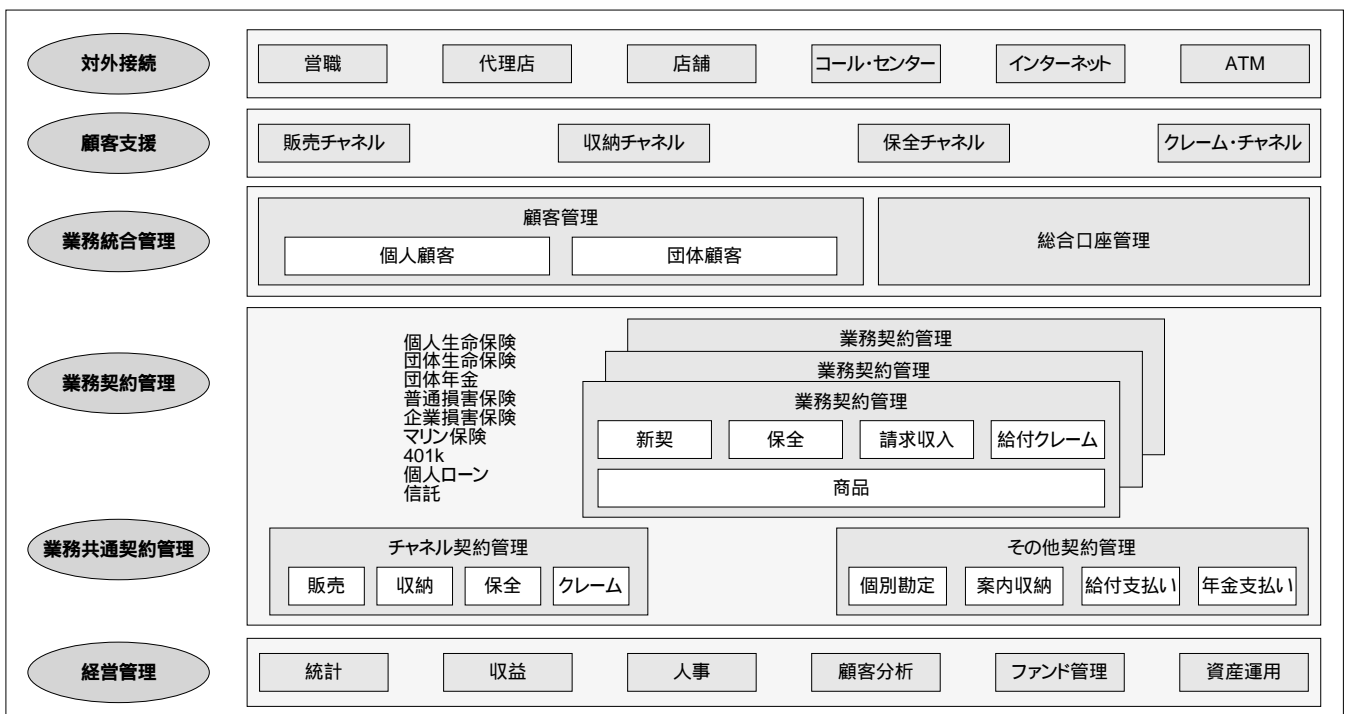 対外接続
営職
代理店
店舗
コール・センター
インターネット
ATM
顧客支援
販売チャネル
収納チャネル
保全チャネル
クレーム・チャネル
業務統合管理
顧客管理
個人顧客
団体顧客
総合口座管理
業務契約管理
個人生命保険
団体生命保険
団体年金
普通損害保険
企業損害保険
マリン保険
401k
個人ローン
信託
業務契約管理
業務契約管理
業務契約管理
新契
保全
請求収入
給付クレーム
商品
業務共通契約管理
チャネル契約管理
販売
収納
保全
クレーム
その他契約管理
個別勘定
案内収納
給付支払い
年金支払い
経営管理
統計
収益
人事
顧客分析
ファンド管理
資産運用